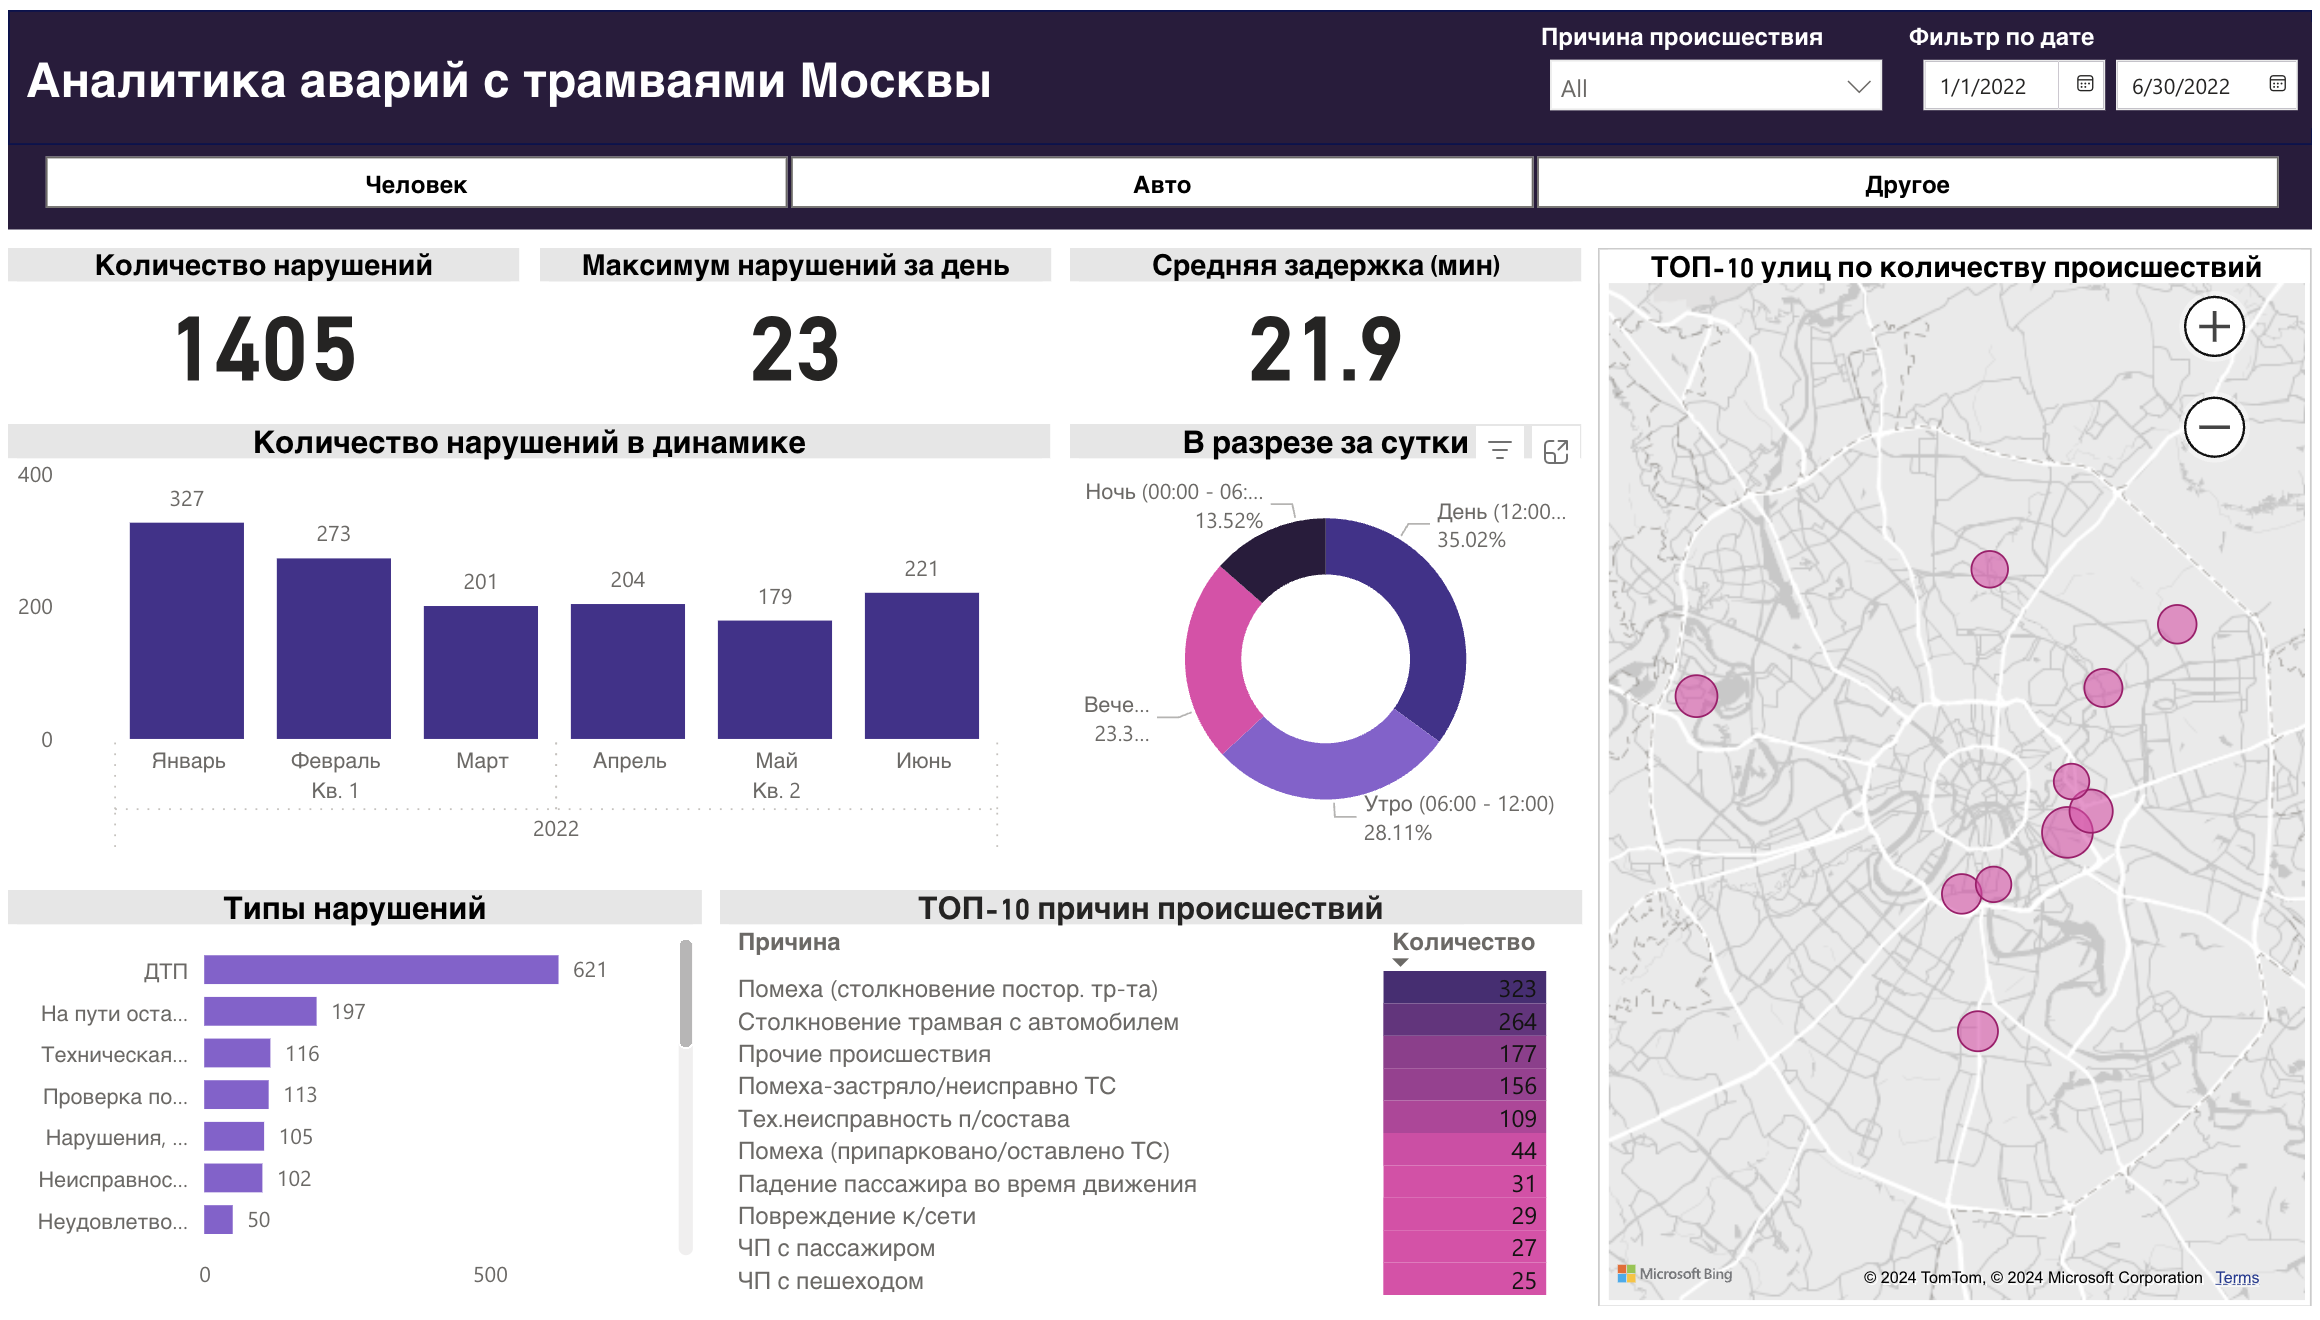 Аналитика аварий с трамваями Москвы
Причина происшествия
All
Фильтр по дате
1/1/2022
6/30/2022
Человек
Авто
Другое
Количество нарушений
1405
Максимум нарушений за день
23
Средняя задержка (мин)
21.9
Количество нарушений в динамике
400
200
0
327
273
201
204
179
221
Январь
Февраль
Март
Апрель
Май
Июнь
Кв. 1
Кв. 2
2022
В разрезе за сутки
Ночь (00:00 - 06:...
13.52%
День (12:00...
35.02%
Вече...
23.3...
Утро (06:00 - 12:00)
28.11%
Типы нарушений
ДТП 621
На пути оста... 197
Техническая... 116
Проверка по... 113
Нарушения, ... 105
Неисправнос... 102
Неудовлетво... 50
0
500
ТОП-10 причин происшествий
Причина Количество
Помеха (столкновение постор. тр-та) 323
Столкновение трамвая с автомобилем 264
Прочие происшествия 177
Помеха-застряло/неисправно ТС 156
Тех.неисправность п/состава 109
Помеха (припарковано/оставлено ТС) 44
Падение пассажира во время движения 31
Повреждение к/сети 29
ЧП с пассажиром 27
ЧП с пешеходом 25
ТОП-10 улиц по количеству происшествий
Microsoft Bing
© 2024 TomTom, © 2024 Microsoft Corporation Terms